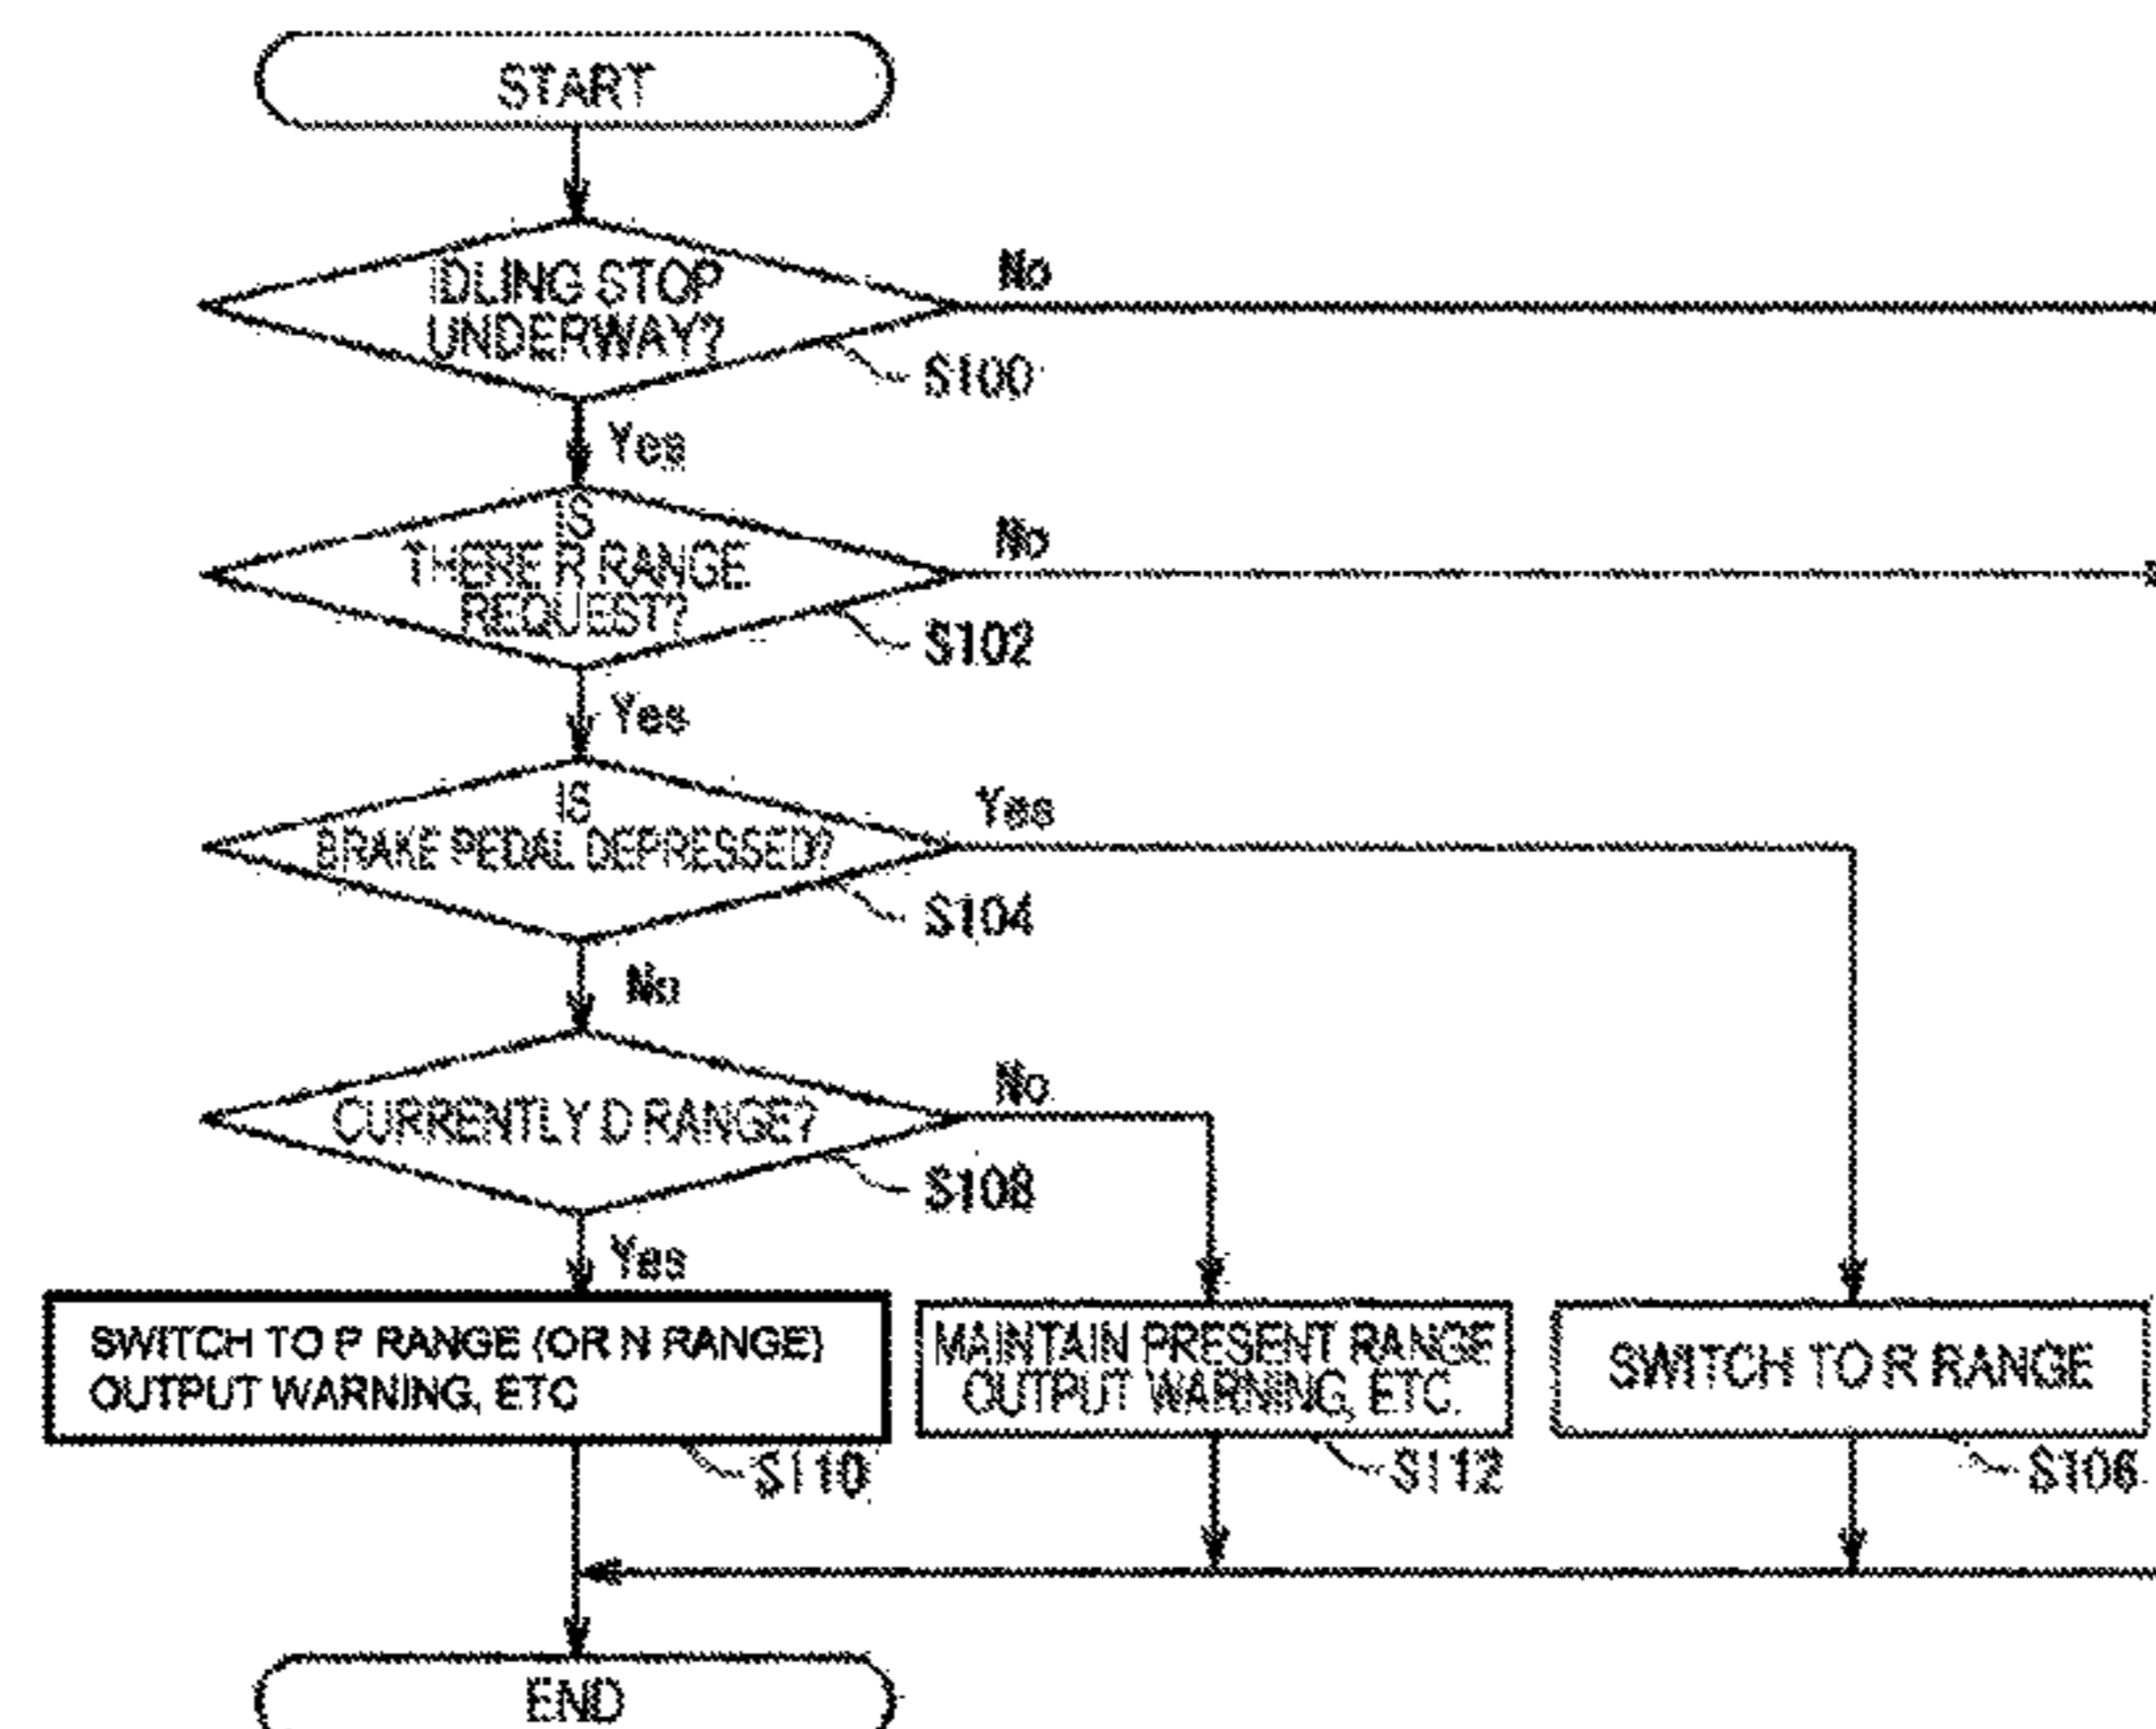 START
IDLING STOP
UNDERWAY?
No
S100
Yes
IS
THERE R RANGE
REQUEST?
No
S102
Yes
IS
BRAKE PEDAL DEPRESSED?
Yes
S104
No
CURRENTLY D RANGE?
No
S108
Yes
SWITCH TO P RANGE (OR N RANGE)
OUTPUT WARNING, ETC
S110
MAINTAIN PRESENT RANGE
OUTPUT WARNING, ETC.
S112
SWITCH TO R RANGE
S106
END